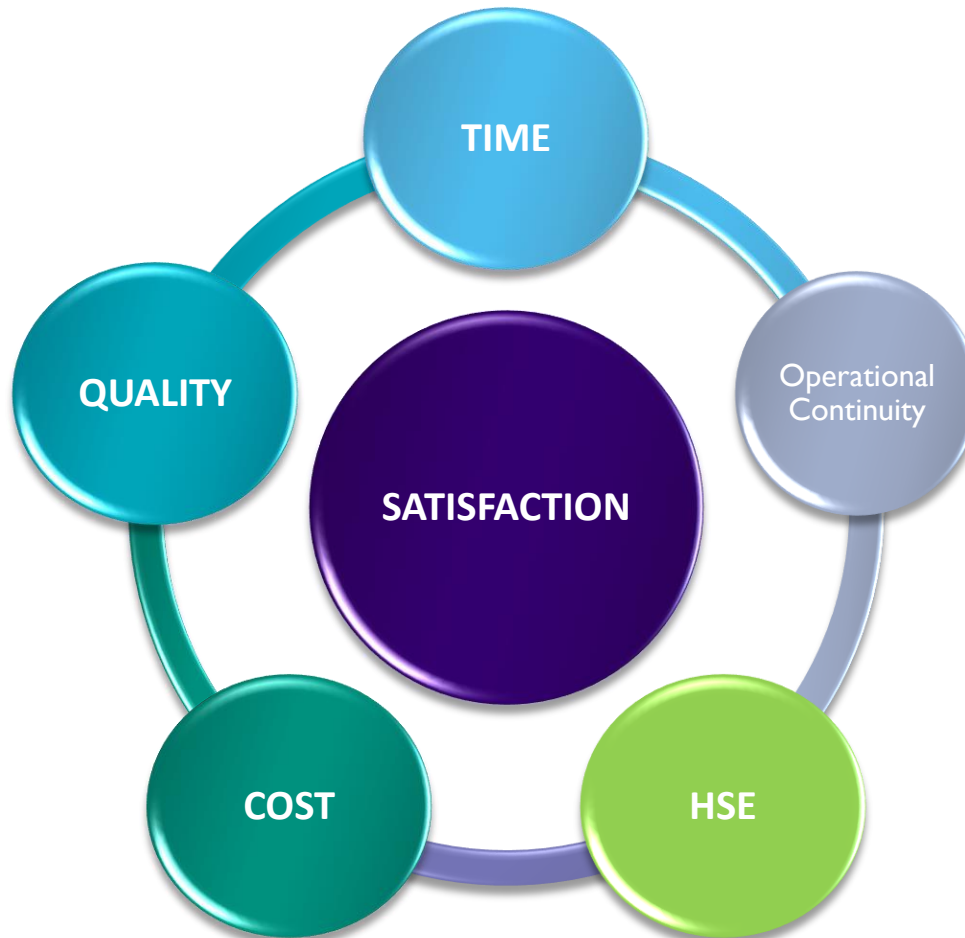 TIME
QUALITY
Operational
Continuity
SATISFACTION
COST
HSE